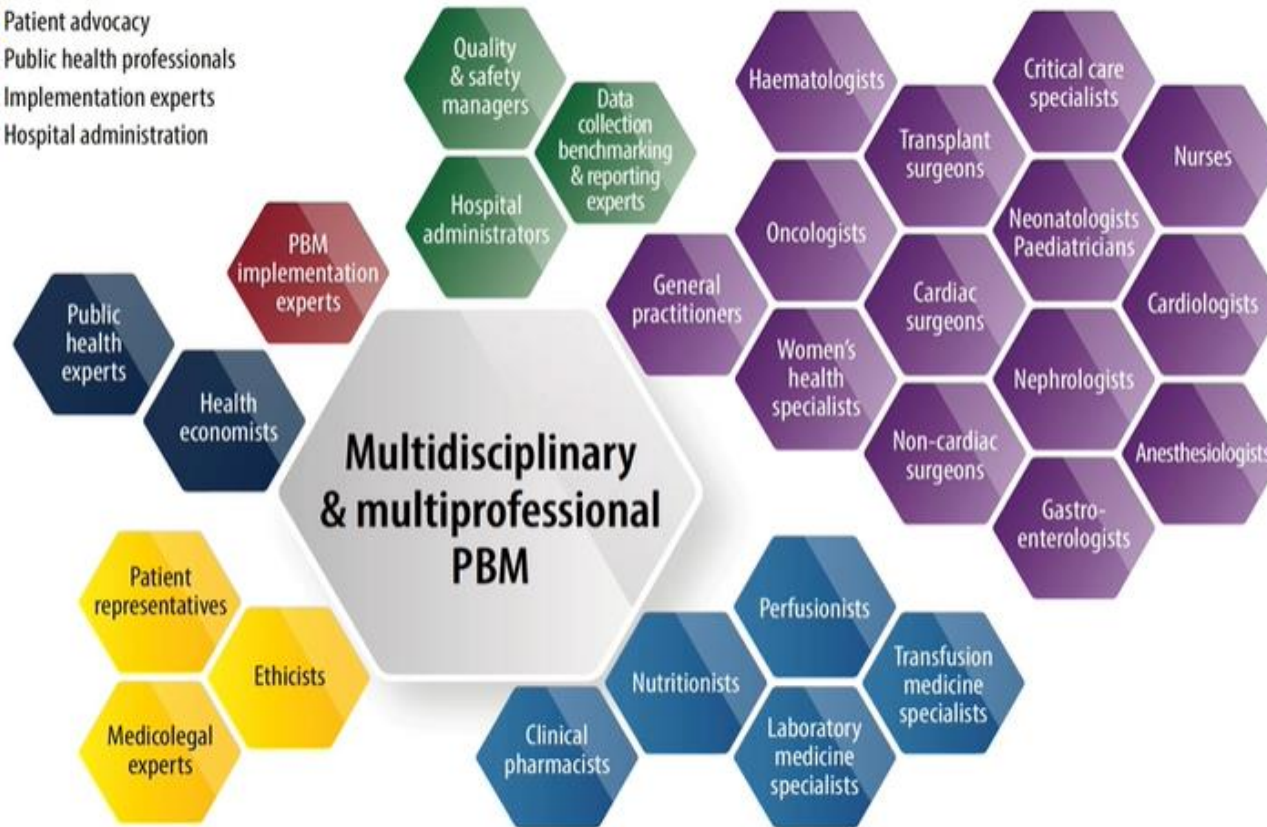 Patient advocacy
Public health professionals
Implementation experts
Hospital administration
Quality
& safety
managers
Data
collection
benchmarking
& reporting
experts
Hospital
administrators
PBM
implementation
experts
Public
health
experts
Health
economists
Haematologists
Critical care
specialists
Transplant
surgeons
Nurses
Oncologists
Neonatologists
Paediatricians
General
practitioners
Cardiac
surgeons
Cardiologists
Women's
health
specialists
Nephrologists
Non-cardiac
surgeons
Anesthesiologists
Gastro-
enterologists
Multidisciplinary
& multiprofessional
PBM
Patient
representatives
Ethicists
Medicolegal
experts
Perfusionists
Nutritionists
Transfusion
medicine
specialists
Clinical
pharmacists
Laboratory
medicine
specialists